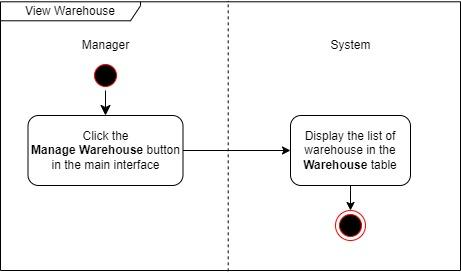 View Warehouse
Manager
System
Click the
Manage Warehouse button
in the main interface
Display the list of
warehouse in the
Warehouse table